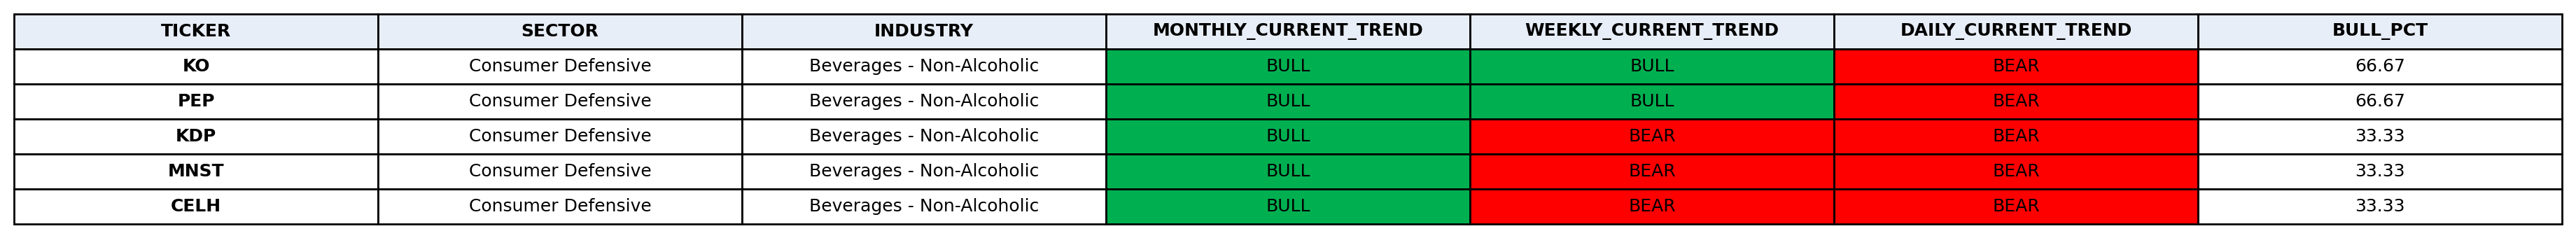 TICKER SECTOR INDUSTRY MONTHLY_CURRENT_TREND WEEKLY_CURRENT_TREND DAILY_CURRENT_TREND BULL_PCT
KO Consumer Defensive Beverages - Non-Alcoholic BULL BULL BEAR 66.67
PEP Consumer Defensive Beverages - Non-Alcoholic BULL BULL BEAR 66.67
KDP Consumer Defensive Beverages - Non-Alcoholic BULL BEAR BEAR 33.33
MNST Consumer Defensive Beverages - Non-Alcoholic BULL BEAR BEAR 33.33
CELH Consumer Defensive Beverages - Non-Alcoholic BULL BEAR BEAR 33.33